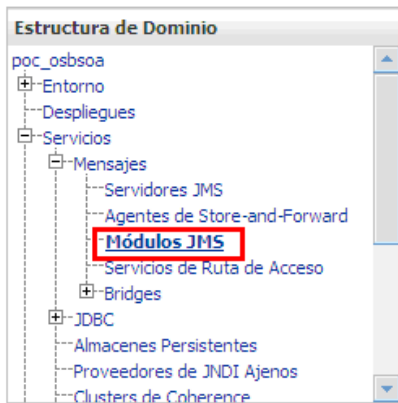 Estructura de Dominio
poc_osbsoa
Entorno
Despliegues
Servicios
Mensajes
Servidores JMS
Agentes de Store-and-Forward
Módulos JMS
Servicios de Ruta de Acceso
Bridges
JDBC
Almacenes Persistentes
Proveedores de JNDI Ajenos
Clusters de Coherence